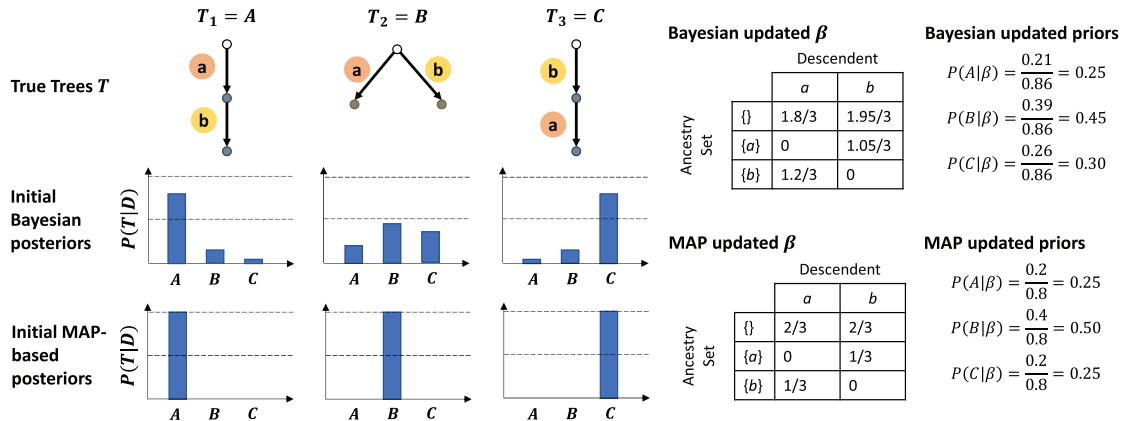 T₁ = A
T₂ = B
T₃ = C
True Trees T
a
b
a
b
b
a
Initial
Bayesian
posteriors
P(T|D)
A B C
A B C
A B C
Initial MAP-
based
posteriors
P(T|D)
A B C
A B C
A B C
Bayesian updated β
Descendent
Ancestry
Set
a b
{} 1.8/3 1.95/3
{a} 0 1.05/3
{b} 1.2/3 0
Bayesian updated priors
P(A|β) = 0.21/0.86 = 0.25
P(B|β) = 0.39/0.86 = 0.45
P(C|β) = 0.26/0.86 = 0.30
MAP updated β
Descendent
Ancestry
Set
a b
{} 2/3 2/3
{a} 0 1/3
{b} 1/3 0
MAP updated priors
P(A|β) = 0.2/0.8 = 0.25
P(B|β) = 0.4/0.8 = 0.50
P(C|β) = 0.2/0.8 = 0.25